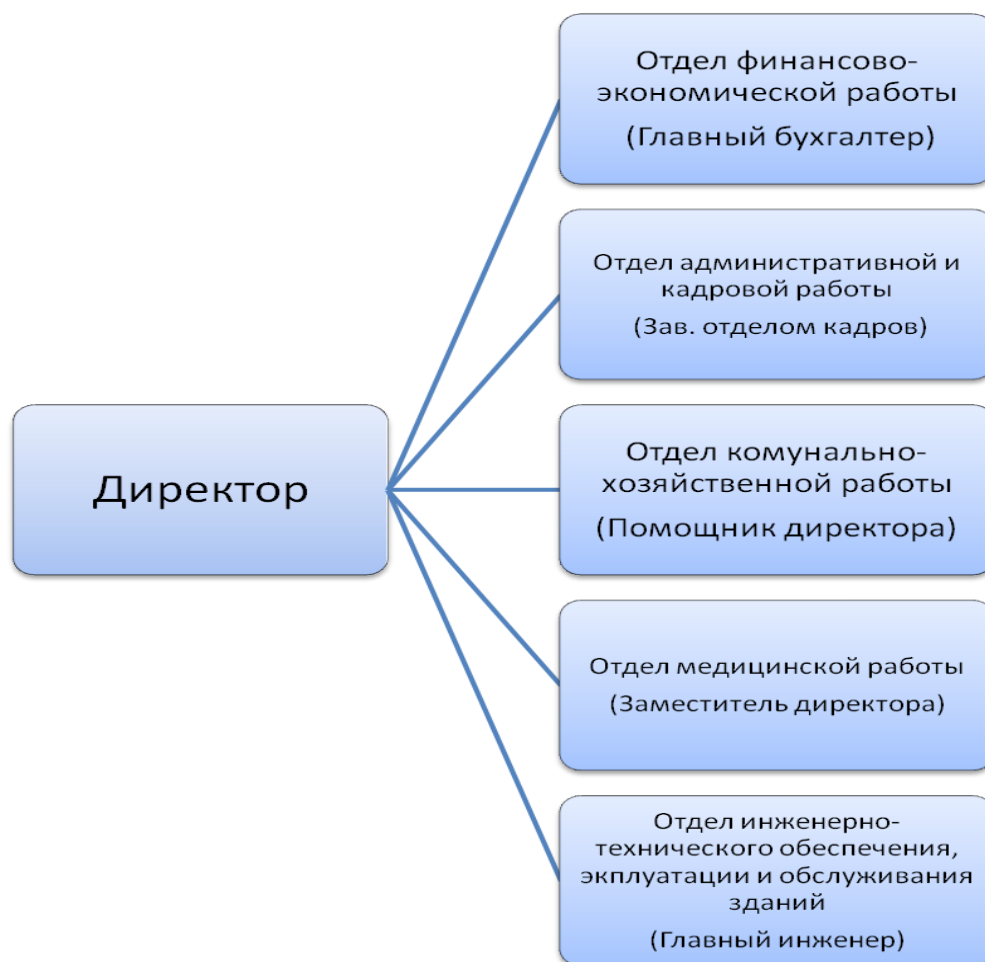 Отдел финансово-
экономической работы
(Главный бухгалтер)
Отдел административной и
кадровой работы
(Зав. отделом кадров)
Директор
Отдел комунально-
хозяйственной работы
(Помощник директора)
Отдел медицинской работы
(Заместитель директора)
Отдел инженерно-
технического обеспечения,
экплуатации и обслуживания
зданий
(Главный инженер)